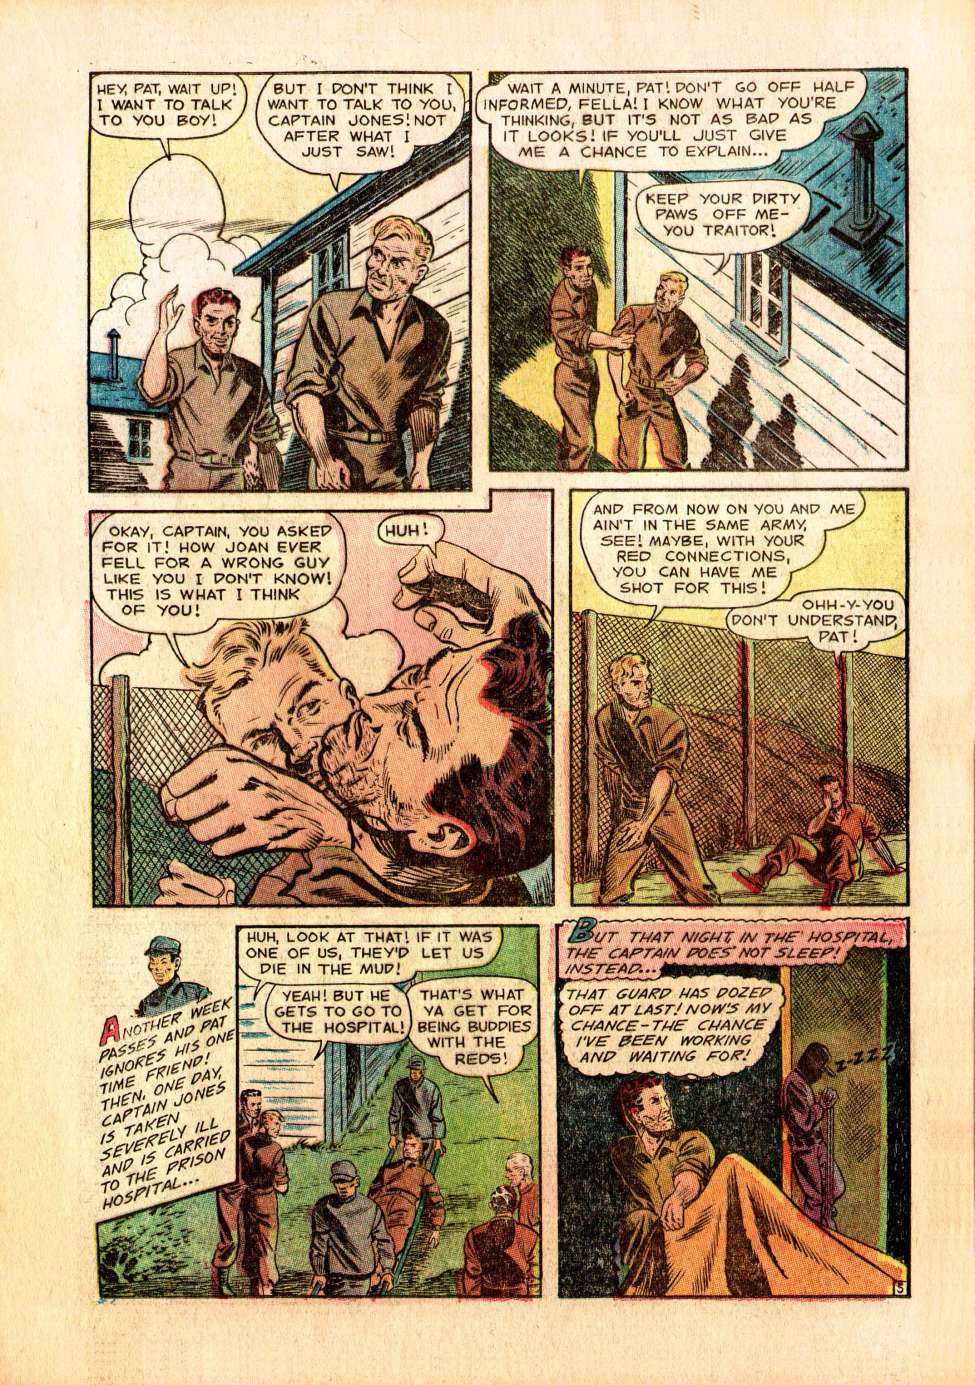 HEY, PAT, WAIT UP!
I WANT TO TALK
TO YOU BOY!
BUT I DON'T THINK I
WANT TO TALK TO YOU,
CAPTAIN JONES! NOT
AFTER WHAT I
JUST SAW!
WAIT A MINUTE, PAT! DON'T GO OFF HALF
INFORMED, FELLA! I KNOW WHAT YOU'RE
THINKING, BUT IT'S NOT AS BAD AS
IT LOOKS! IF YOU'LL JUST GIVE
ME A CHANCE TO EXPLAIN...
KEEP YOUR DIRTY
PAWS OFF ME-
YOU TRAITOR!
OKAY, CAPTAIN, YOU ASKED
FOR IT! HOW JOAN EVER
FELL FOR A WRONG GUY
LIKE YOU I DON'T KNOW!
THIS IS WHAT I THINK
OF YOU!
HUH!
AND FROM NOW ON YOU AND ME
AIN'T IN THE SAME ARMY,
SEE! MAYBE, WITH YOUR
RED CONNECTIONS,
YOU CAN HAVE ME
SHOT FOR THIS!
OHH-Y-YOU
DON'T UNDERSTAND,
PAT!
ANOTHER WEEK
PASSES AND PAT
IGNORES HIS ONE
TIME FRIEND!
THEN, ONE DAY,
CAPTAIN JONES
IS TAKEN
SEVERELY ILL
AND IS CARRIED
TO THE PRISON
HOSPITAL...
HUH, LOOK AT THAT! IF IT WAS
ONE OF US, THEY'D LET US
DIE IN THE MUD!
YEAH! BUT HE
GETS TO GO TO
THE HOSPITAL!
THAT'S WHAT
YA GET FOR
BEING BUDDIES
WITH THE
REDS!
BUT THAT NIGHT, IN THE HOSPITAL,
THE CAPTAIN DOES NOT SLEEP!
INSTEAD...
THAT GUARD HAS DOZED
OFF AT LAST! NOW'S MY
CHANCE-THE CHANCE
I'VE BEEN WORKING
AND WAITING FOR!
Z-ZZZZ
5